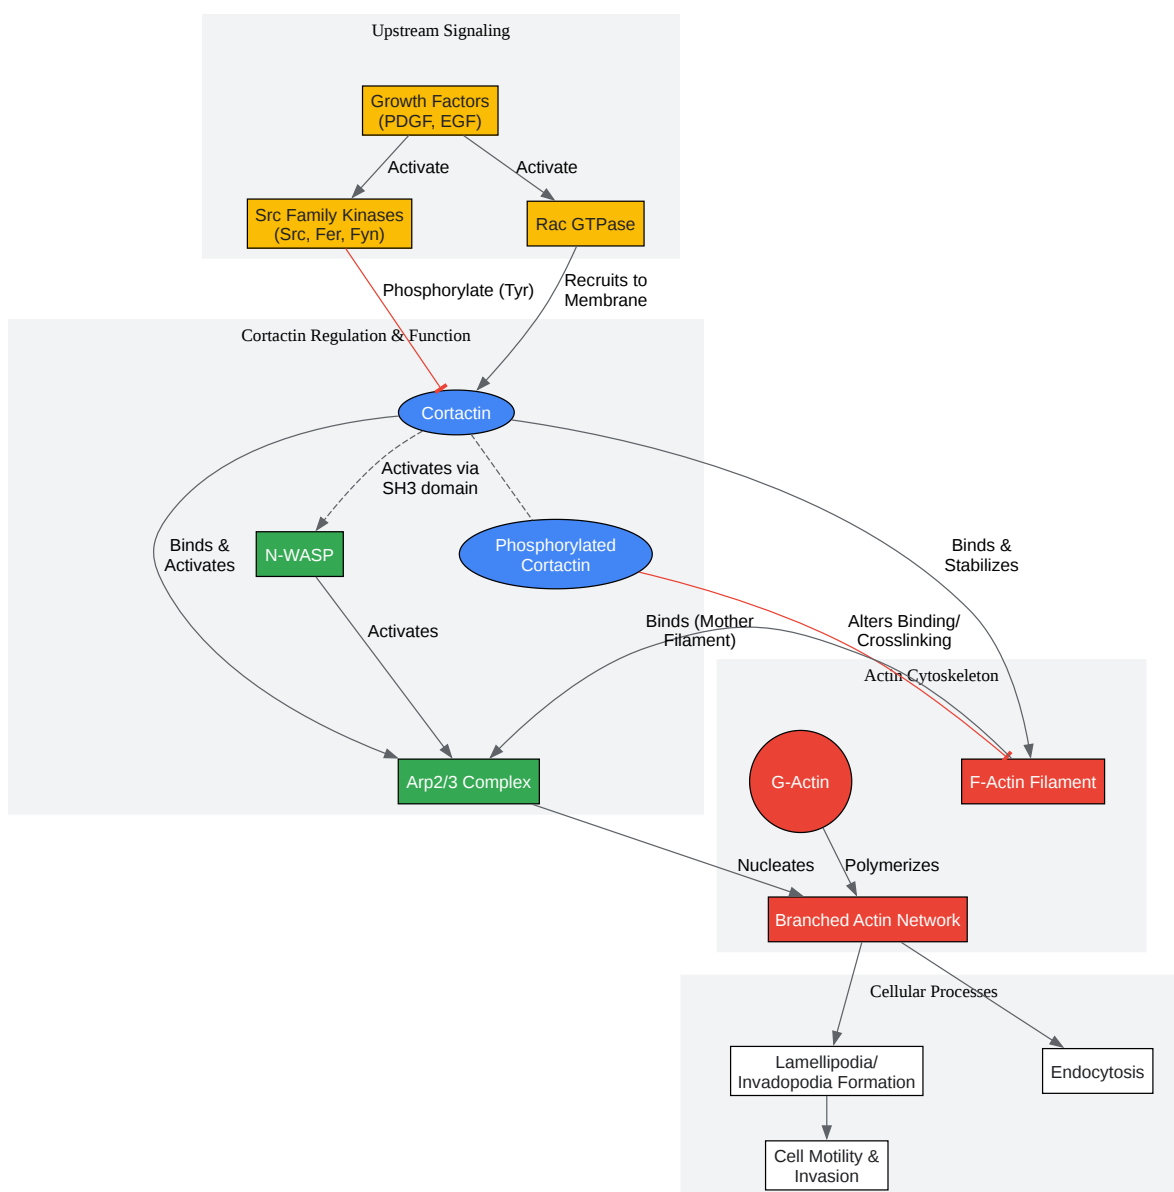 Upstream Signaling
Growth Factors
(PDGF, EGF)
Activate
Activate
Src Family Kinases
(Src, Fer, Fyn)
Rac GTPase
Phosphorylate (Tyr)
Recruits to
Membrane
Cortactin Regulation & Function
Cortactin
Activates via
SH3 domain
Binds &
Activates
N-WASP
Phosphorylated
Cortactin
Binds &
Stabilizes
Activates
Binds (Mother
Filament)
Alters Binding/
Crosslinking
Actin Cytoskeleton
Arp2/3 Complex
G-Actin
F-Actin Filament
Nucleates
Polymerizes
Branched Actin Network
Cellular Processes
Lamellipodia/
Invadopodia Formation
Endocytosis
Cell Motility &
Invasion